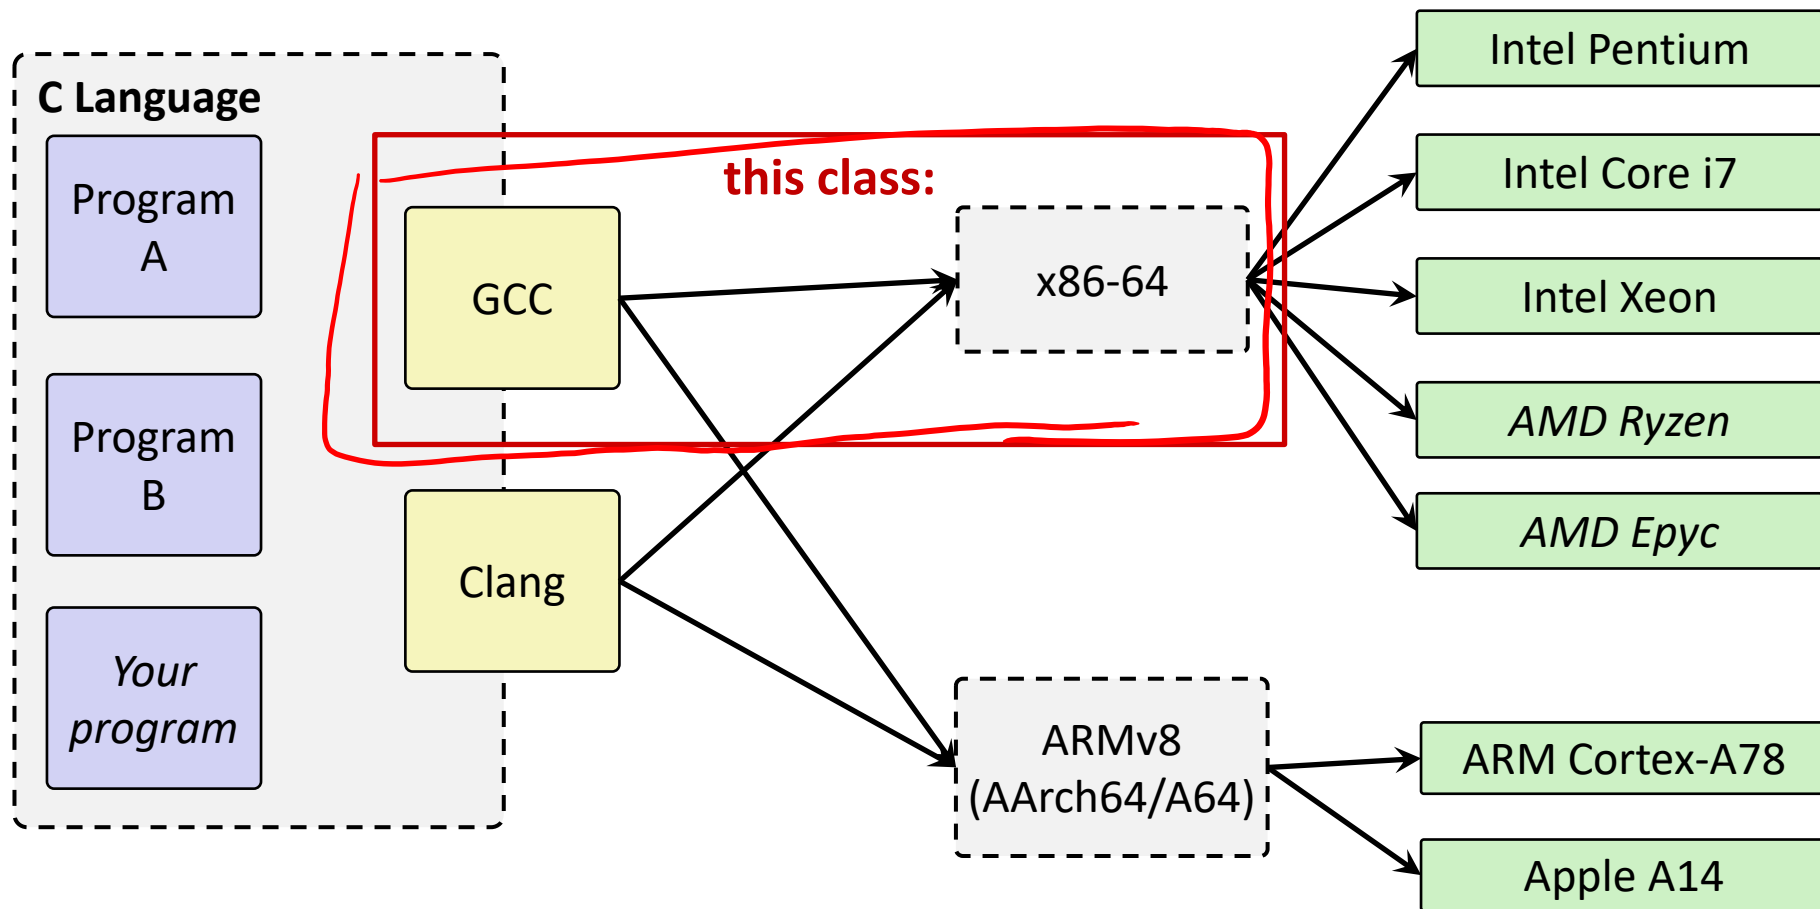 C Language
Program
A
Program
B
Your
program
this class:
GCC
Clang
x86-64
ARMv8
(AArch64/A64)
Intel Pentium
Intel Core i7
Intel Xeon
AMD Ryzen
AMD Epyc
ARM Cortex-A78
Apple A14